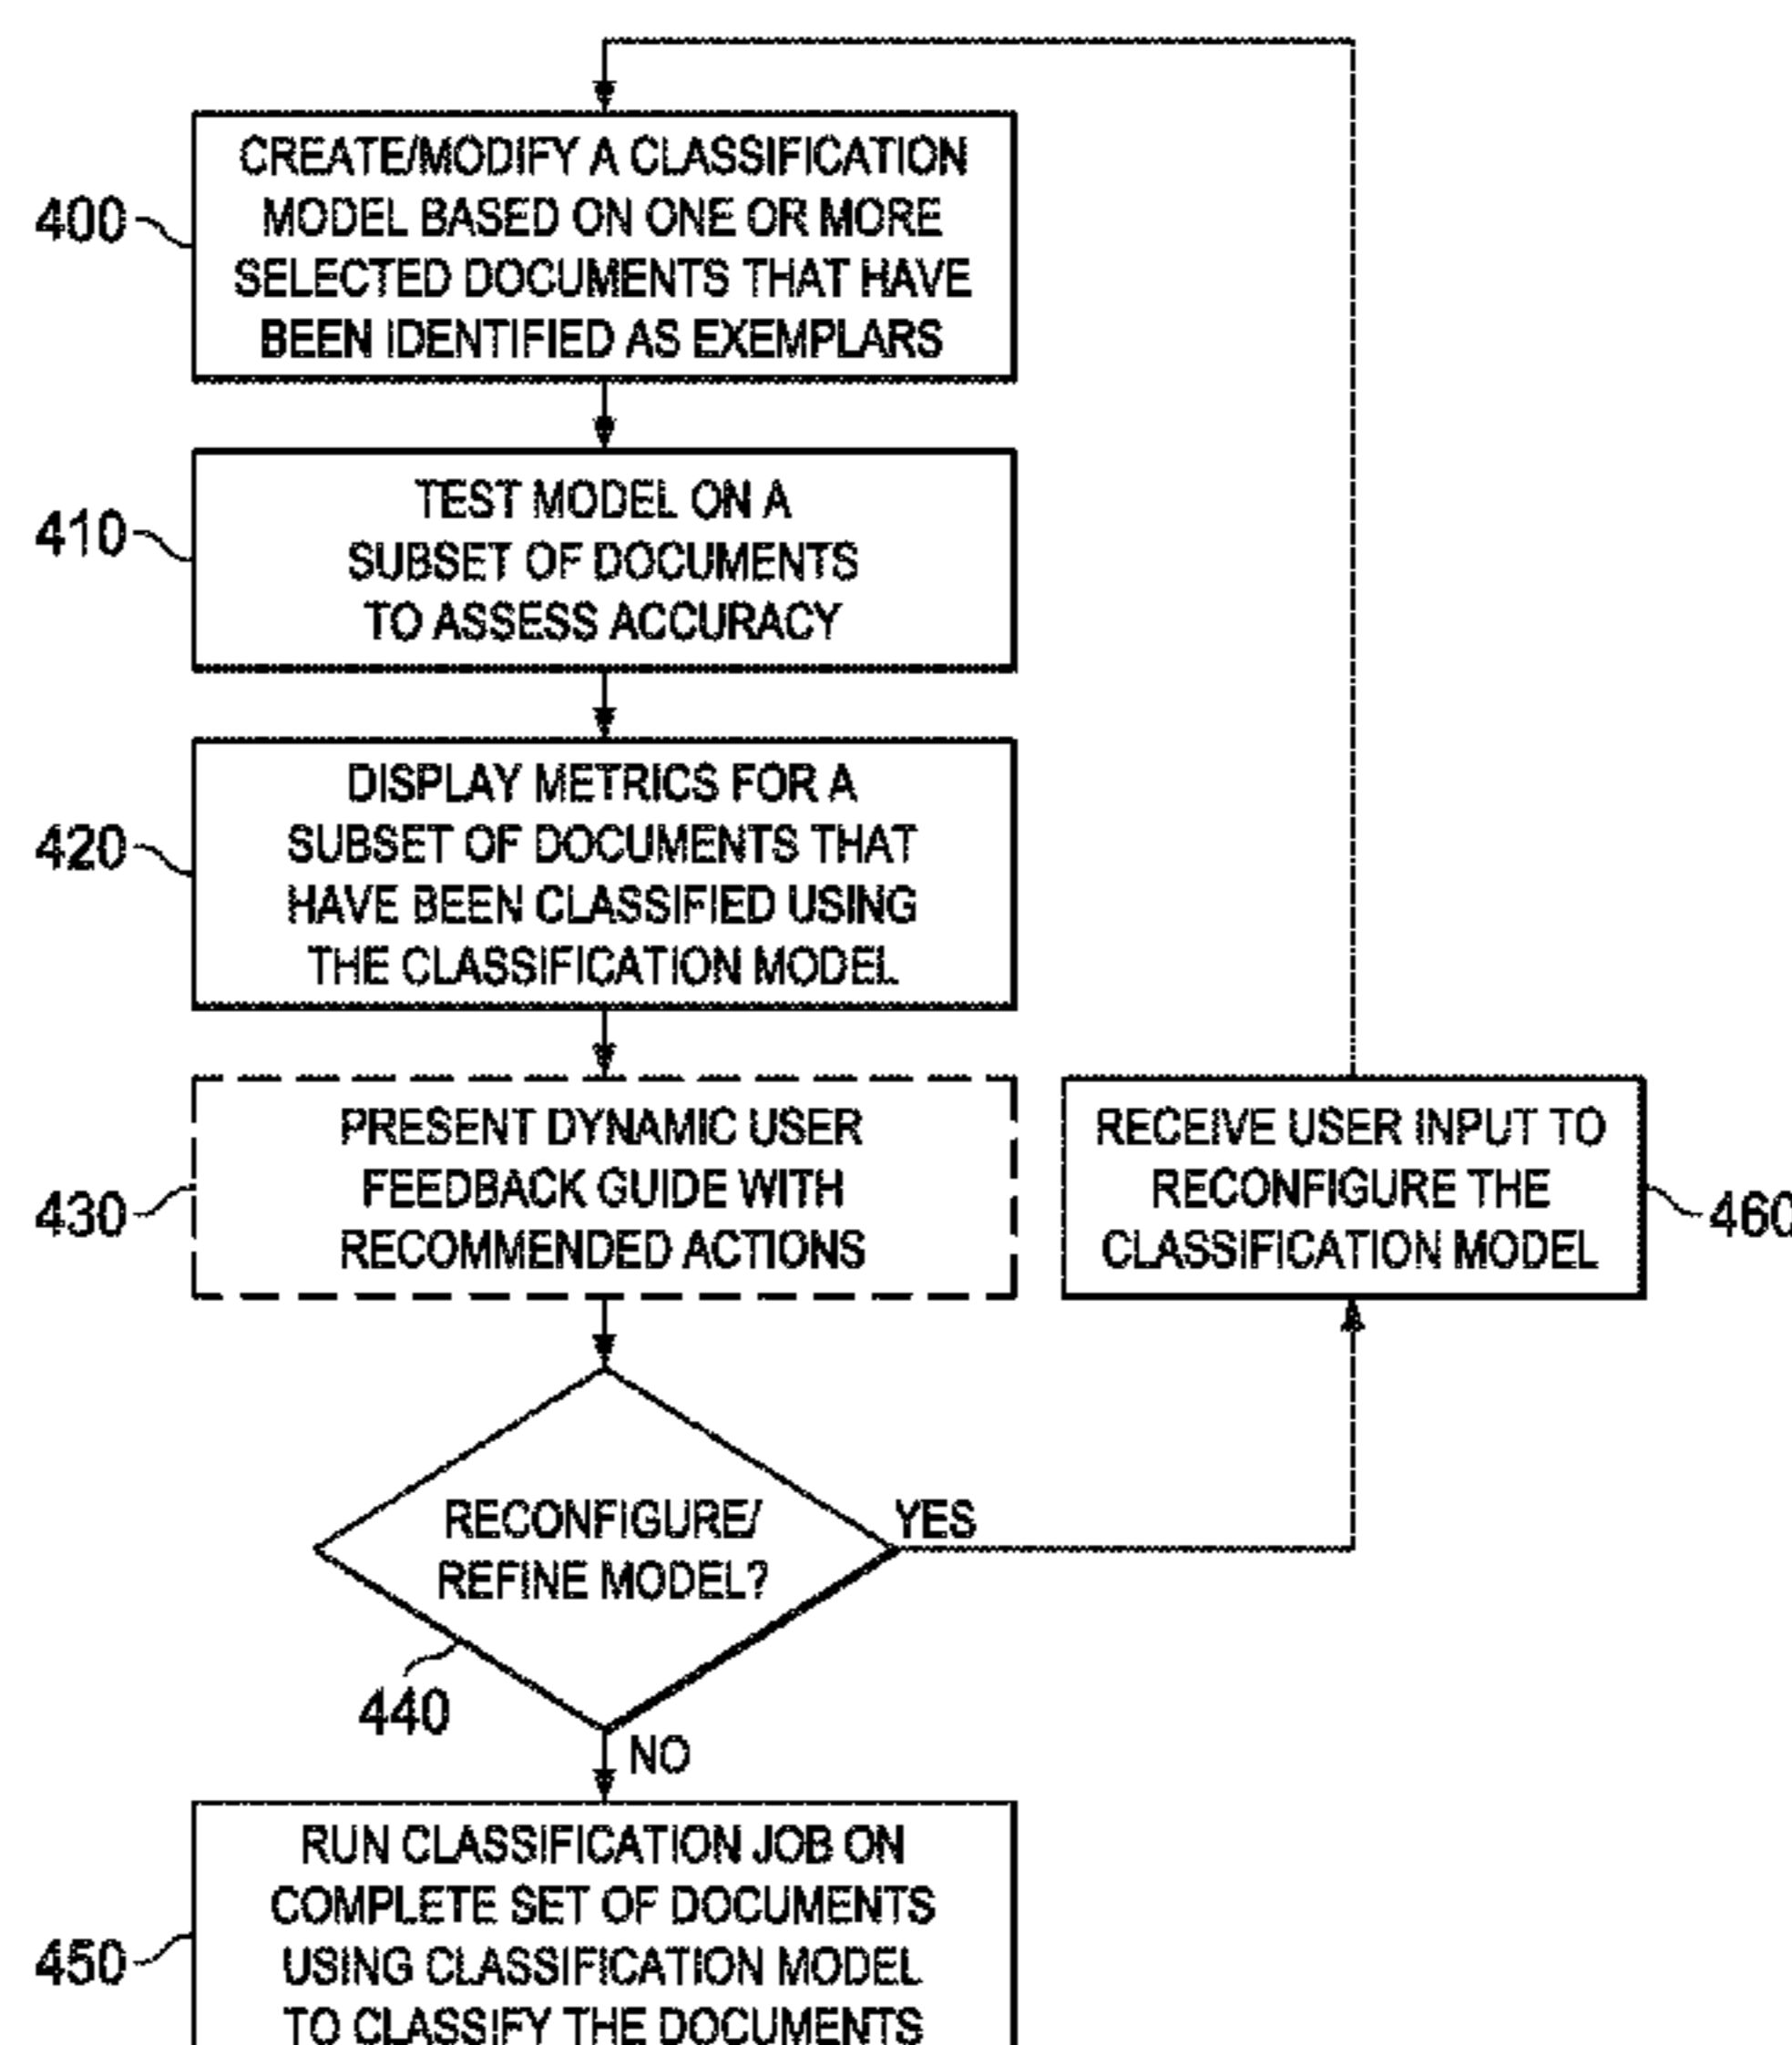 CREATE/MODIFY A CLASSIFICATION
MODEL BASED ON ONE OR MORE
SELECTED DOCUMENTS THAT HAVE
BEEN IDENTIFIED AS EXEMPLARS
400
TEST MODEL ON A
SUBSET OF DOCUMENTS
TO ASSESS ACCURACY
410
DISPLAY METRICS FOR A
SUBSET OF DOCUMENTS THAT
HAVE BEEN CLASSIFIED USING
THE CLASSIFICATION MODEL
420
PRESENT DYNAMIC USER
FEEDBACK GUIDE WITH
RECOMMENDED ACTIONS
430
RECEIVE USER INPUT TO
RECONFIGURE THE
CLASSIFICATION MODEL
460
RECONFIGURE/
REFINE MODEL?
YES
440
NO
RUN CLASSIFICATION JOB ON
COMPLETE SET OF DOCUMENTS
USING CLASSIFICATION MODEL
TO CLASSIFY THE DOCUMENTS
450